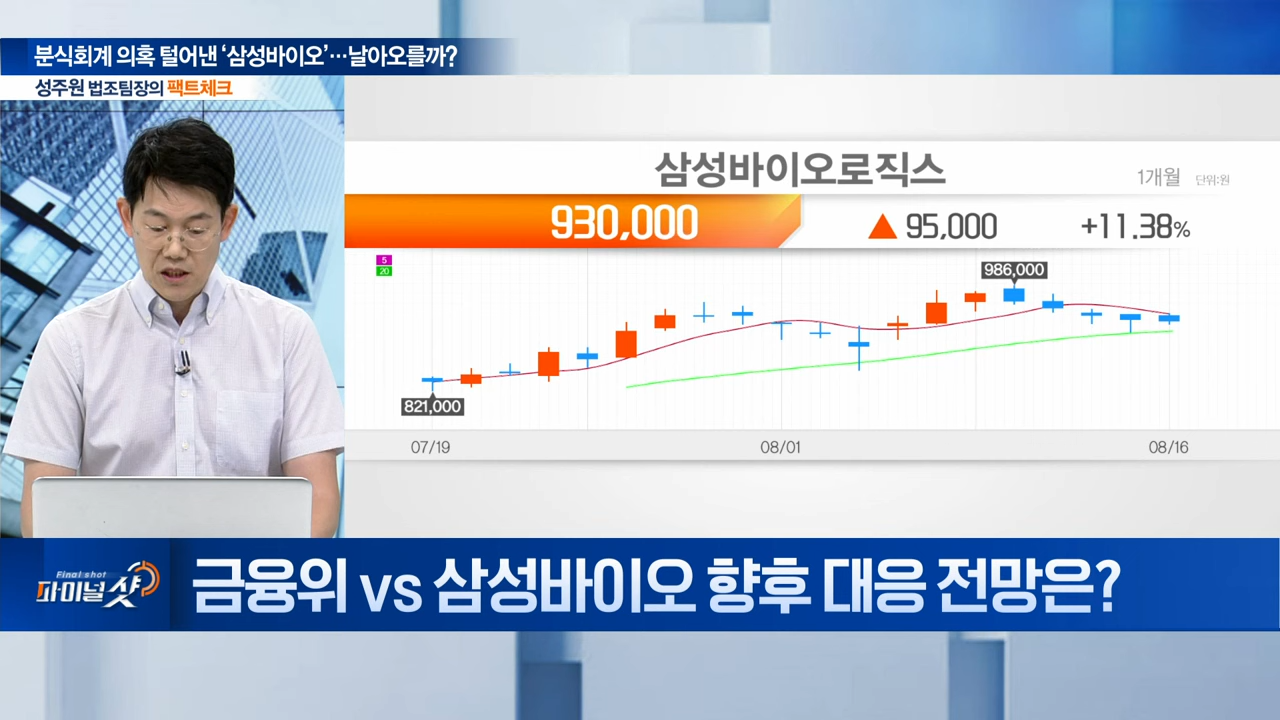 분식회계 의혹 털어낸 ‘삼성바이오’…날아오를까?
성주원 법조팀장의 팩트체크
삼성바이오로직스
1개월 단위:원
930,000 ▲ 95,000 +11.38%
5
20
986,000
821,000
07/19 08/01 08/16
Final shot
파이널 샷
금융위 vs 삼성바이오 향후 대응 전망은?